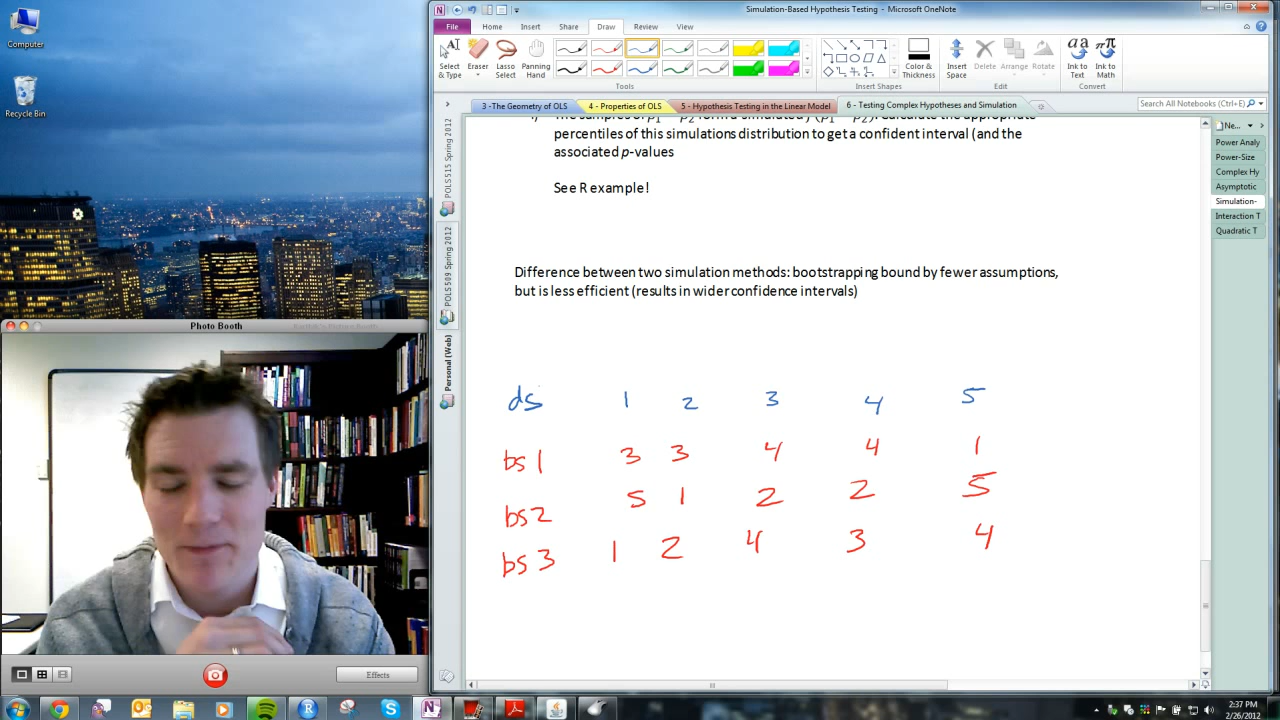 Simulation-Based Hypothesis Testing - Microsoft OneNote
File Home Insert Share Draw Review View
Computer
Recycle Bin
Select & Type
Eraser
Lasso Select
Panning Hand
Color & Thickness
Insert Space
Delete
Arrange
Rotate
Ink to Text
Ink to Math
Tools
Insert Shapes
Edit
Convert
3 -The Geometry of OLS
4 - Properties of OLS
5 - Hypothesis Testing in the Linear Model
6 - Testing Complex Hypotheses and Simulation
Search All Notebooks (Ctrl+E)
percentiles of this simulations distribution to get a confident interval (and the
associated p-values
See R example!
Difference between two simulation methods: bootstrapping bound by fewer assumptions,
but is less efficient (results in wider confidence intervals)
ds 1 2 3 4 5
bs 1 3 3 4 4 1
bs2 5 1 2 2 5
bs 3 1 2 4 3 4
POLS 515 Spring 2012
POLS 509 Spring 2012
Personal (Web)
Ne...
Power Analy
Power-Size
Complex Hy
Asymptotic
Simulation-
Interaction T
Quadratic T
Photo Booth
Effects
2:37 PM
2/26/2012